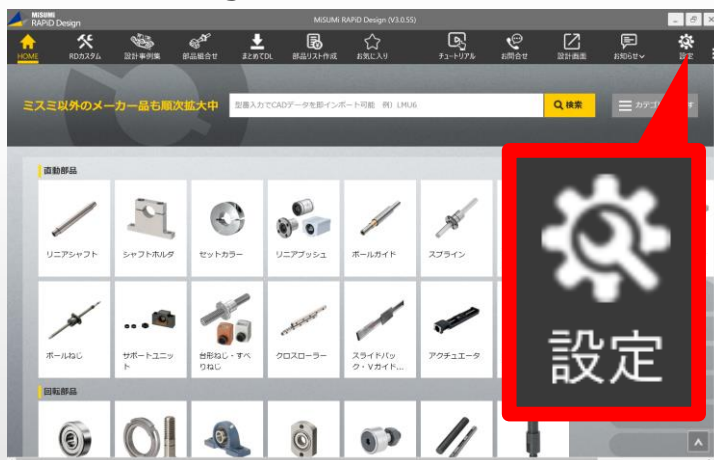 MiSUMi
RAPiD Design
MiSUMi RAPiD Design (V3.0.55)
HOME
RDカスタム
設計事例集
部品組合せ
まとめてDL
部品リスト作成
お気に入り
チュートリアル
お問合せ
設計画面
お知らせ
設定
ミスミ以外のメーカー品も順次拡大中
型番入力でCADデータを即インポート可能 例）LMU6
検索
直動部品
リニアシャフト
シャフトホルダ
セットカラー
リニアブッシュ
ボールガイド
スプライン
設定
ボールねじ
サポートユニット
台形ねじ・すべりねじ
クロスローラー
スライドパック・Vガイド...
アクチュエータ
回転部品